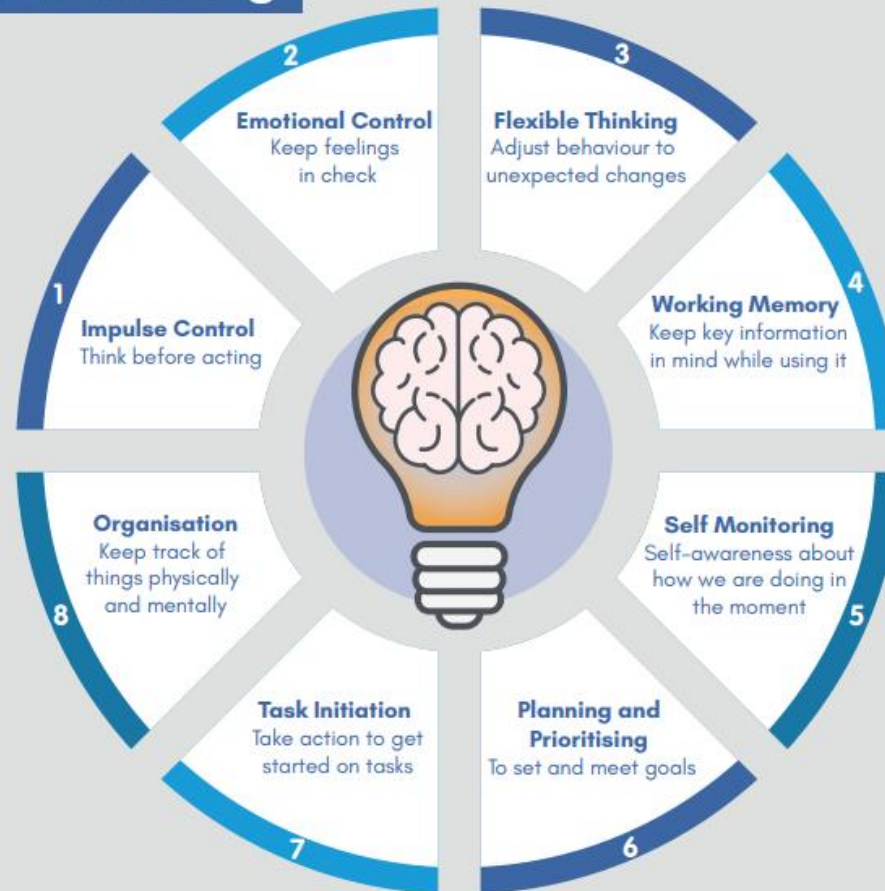 1
Impulse Control
Think before acting
2
Emotional Control
Keep feelings
in check
3
Flexible Thinking
Adjust behaviour to
unexpected changes
4
Working Memory
Keep key information
in mind while using it
5
Self Monitoring
Self-awareness about
how we are doing in
the moment
6
Planning and
Prioritising
To set and meet goals
7
Task Initiation
Take action to get
started on tasks
8
Organisation
Keep track of
things physically
and mentally